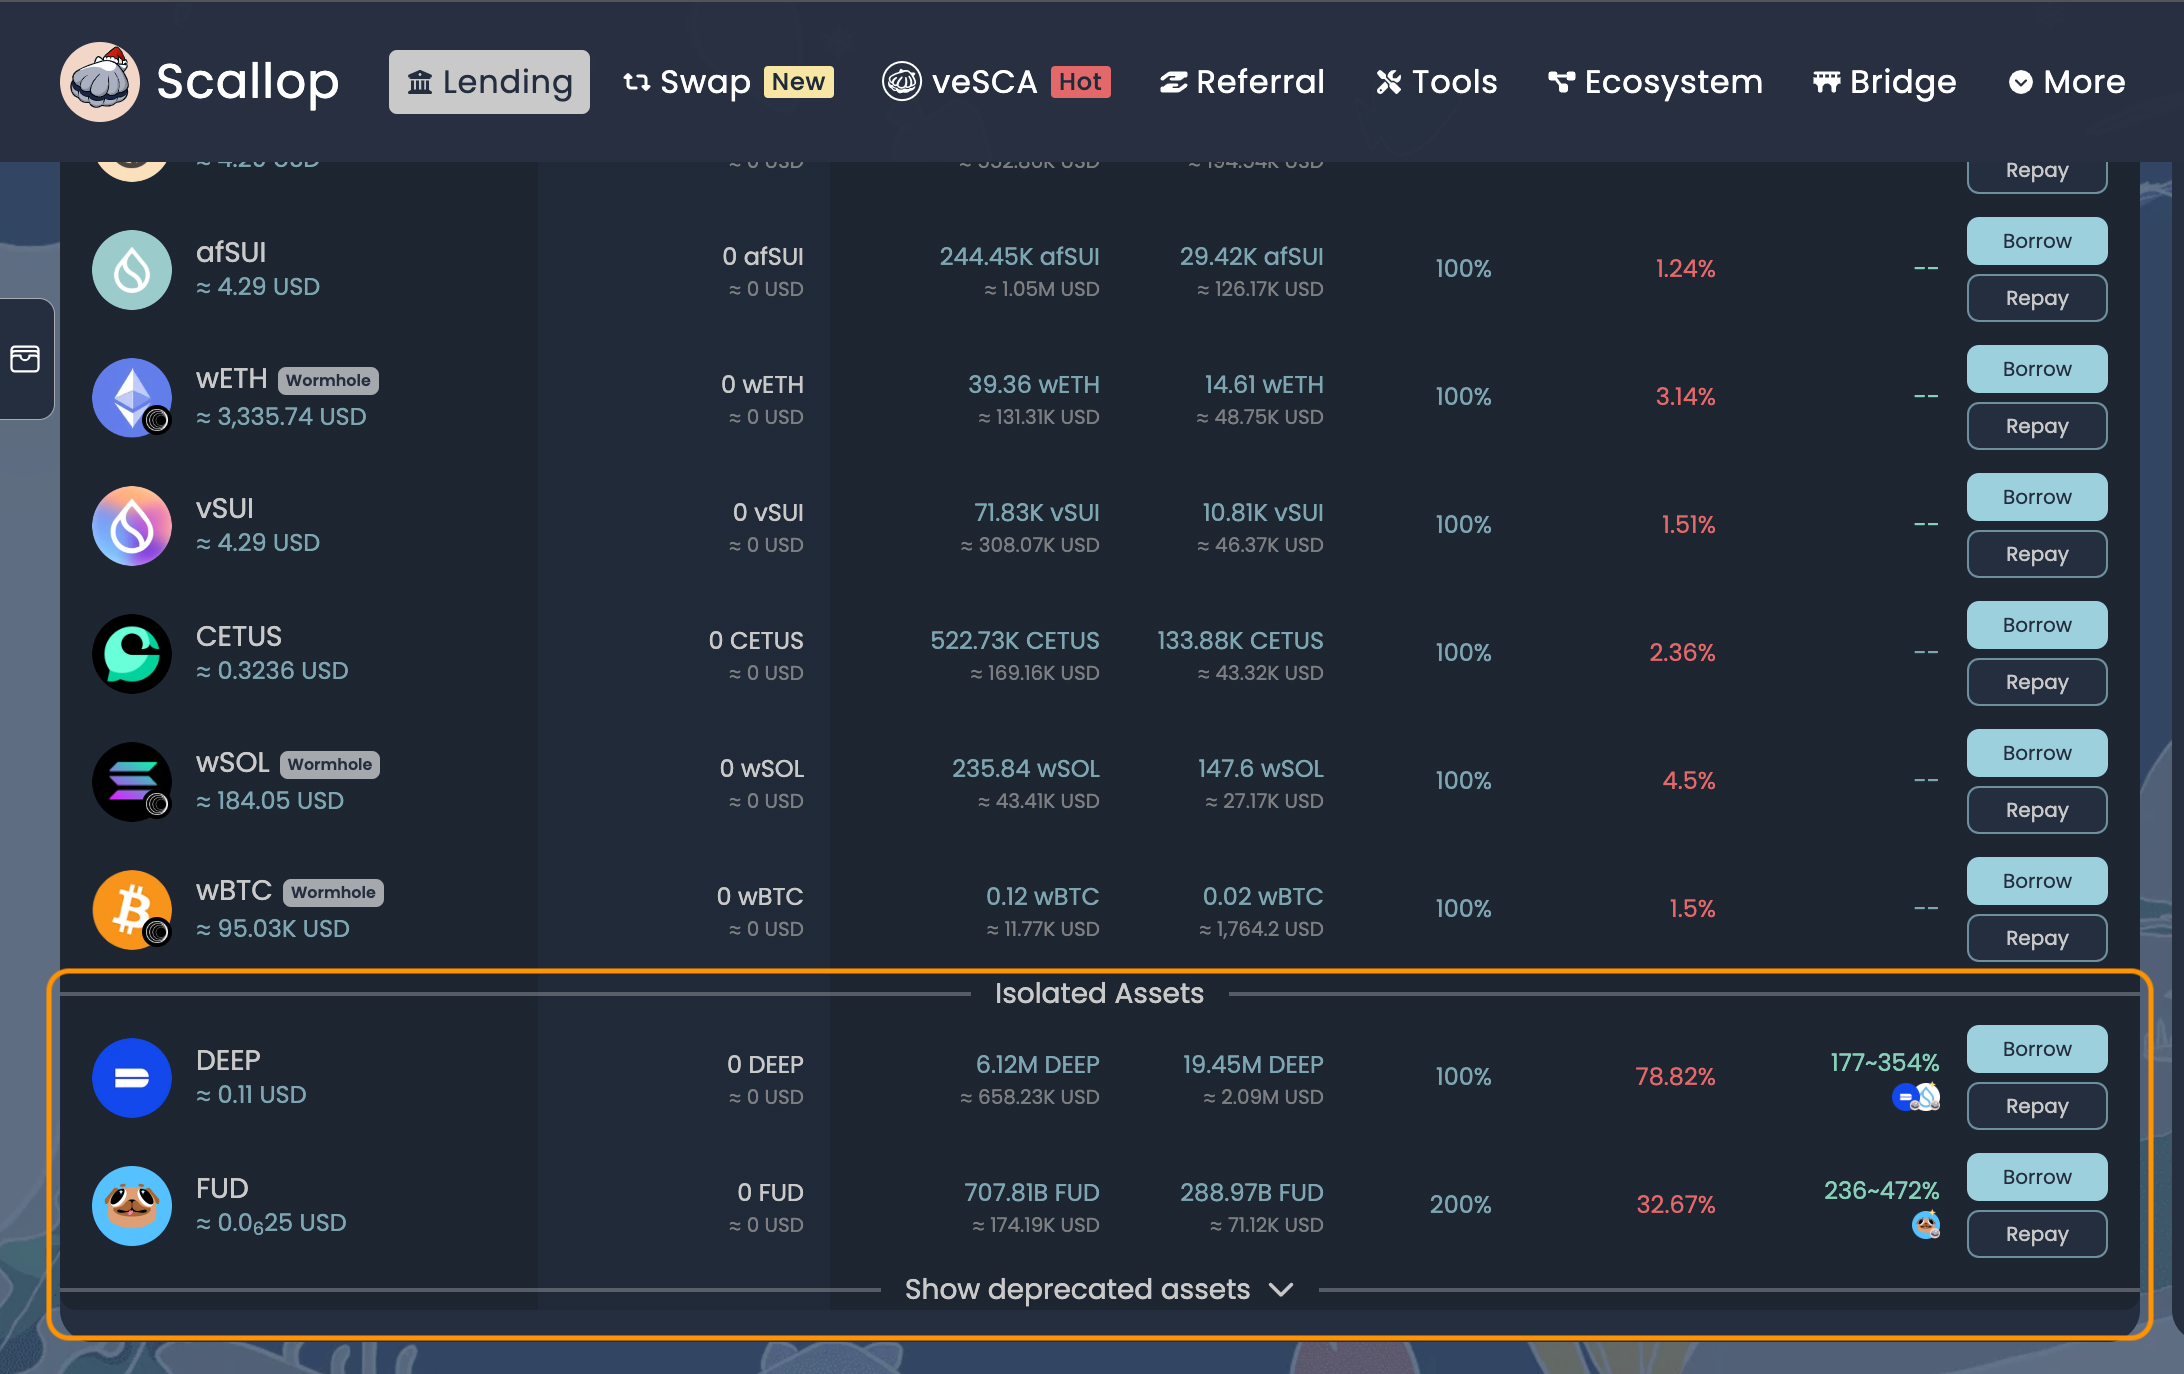 Scallop Lending Swap New veSCA Hot Referral Tools Ecosystem Bridge More
Repay
afSUI 0 afSUI 244.45K afSUI 29.42K afSUI 100% 1.24% -- Borrow
≈ 4.29 USD ≈ 0 USD ≈ 1.05M USD ≈ 126.17K USD Repay
wETH Wormhole 0 wETH 39.36 wETH 14.61 wETH 100% 3.14% -- Borrow
≈ 3,335.74 USD ≈ 0 USD ≈ 131.31K USD ≈ 48.75K USD Repay
vSUI 0 vSUI 71.83K vSUI 10.81K vSUI 100% 1.51% -- Borrow
≈ 4.29 USD ≈ 0 USD ≈ 308.07K USD ≈ 46.37K USD Repay
CETUS 0 CETUS 522.73K CETUS 133.88K CETUS 100% 2.36% -- Borrow
≈ 0.3236 USD ≈ 0 USD ≈ 169.16K USD ≈ 43.32K USD Repay
wSOL Wormhole 0 wSOL 235.84 wSOL 147.6 wSOL 100% 4.5% -- Borrow
≈ 184.05 USD ≈ 0 USD ≈ 43.41K USD ≈ 27.17K USD Repay
wBTC Wormhole 0 wBTC 0.12 wBTC 0.02 wBTC 100% 1.5% -- Borrow
≈ 95.03K USD ≈ 0 USD ≈ 11.77K USD ≈ 1,764.2 USD Repay
Isolated Assets
DEEP 0 DEEP 6.12M DEEP 19.45M DEEP 100% 78.82% 177~354% Borrow
≈ 0.11 USD ≈ 0 USD ≈ 658.23K USD ≈ 2.09M USD Repay
FUD 0 FUD 707.81B FUD 288.97B FUD 200% 32.67% 236~472% Borrow
≈ 0.0₆25 USD ≈ 0 USD ≈ 174.19K USD ≈ 71.12K USD Repay
Show deprecated assets